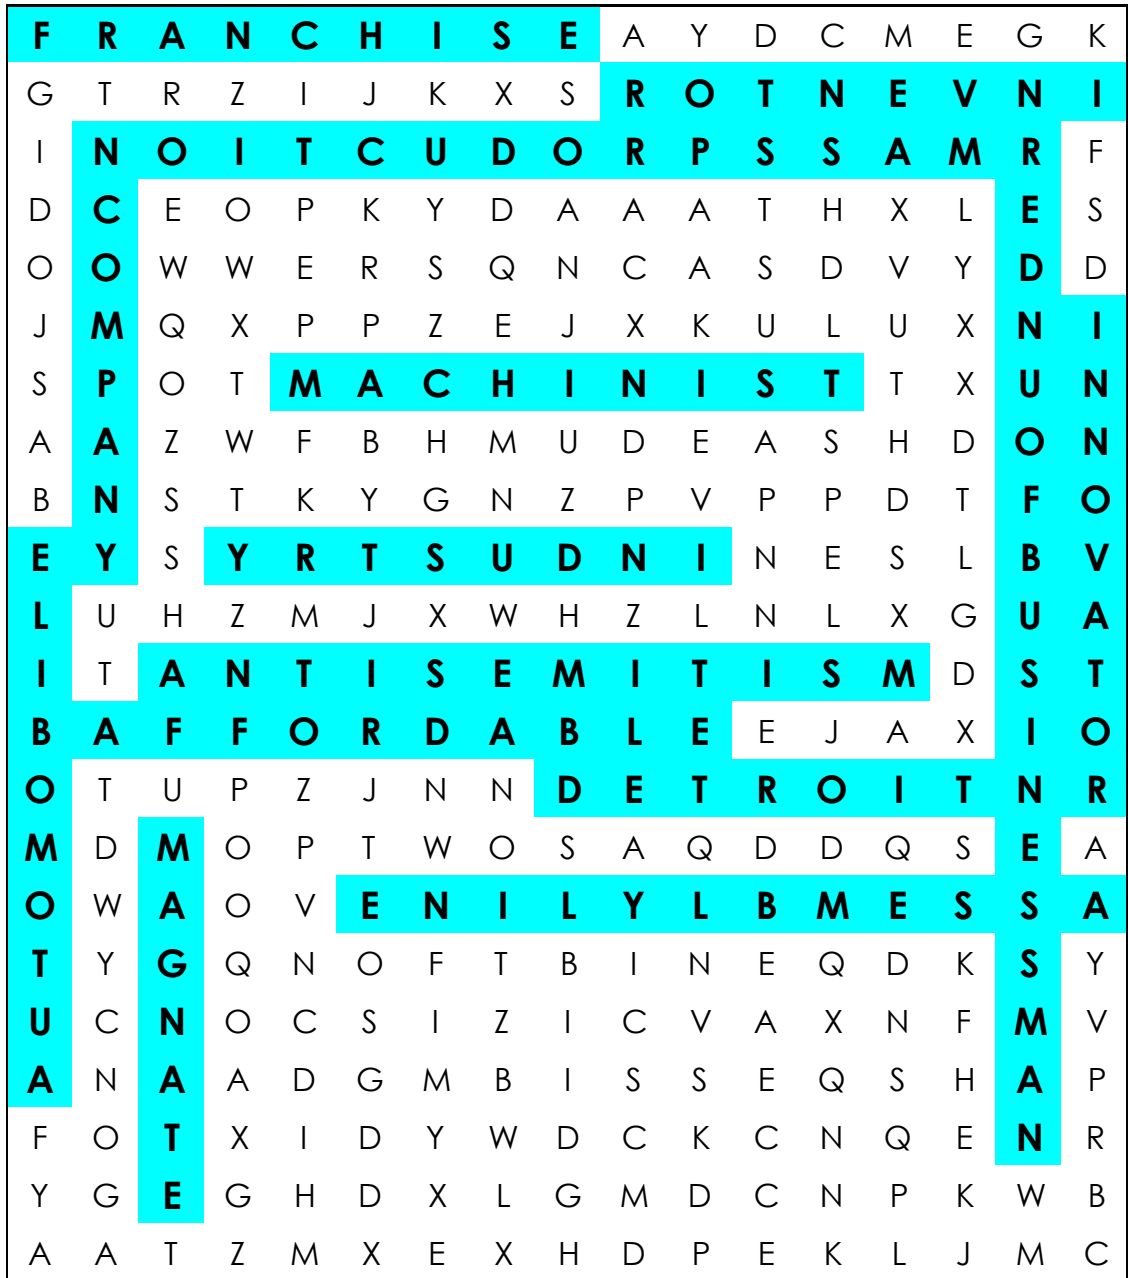 F R A N C H I S E A Y D C M E G K
G T R Z I J K X S R O T N E V N I
I N O I T C U D O R P S S A M R F
D C E O P K Y D A A A T H X L E S
O O W W E R S Q N C A S D V Y D D
J M Q X P P Z E J X K U L U X N I
S P O T M A C H I N I S T T X U N
A A Z W F B H M U D E A S H D O N
B N S T K Y G N Z P V P P D T F O
E Y S Y R T S U D N I N E S L B V
L U H Z M J X W H Z L N L X G U A
I T A N T I S E M I T I S M D S T
B A F F O R D A B L E E J A X I O
O T U P Z J N N D E T R O I T N R
M D M O P T W O S A Q D D Q S E A
O W A O V E N I L Y L B M E S S A
T Y G Q N O F T B I N E Q D K S Y
U C N O C S I Z I C V A X N F M V
A N A A D G M B I S S E Q S H A P
F O T X I D Y W D C K C N Q E N R
Y G E G H D X L G M D C N P K W B
A A T Z M X E X H D P E K L J M C